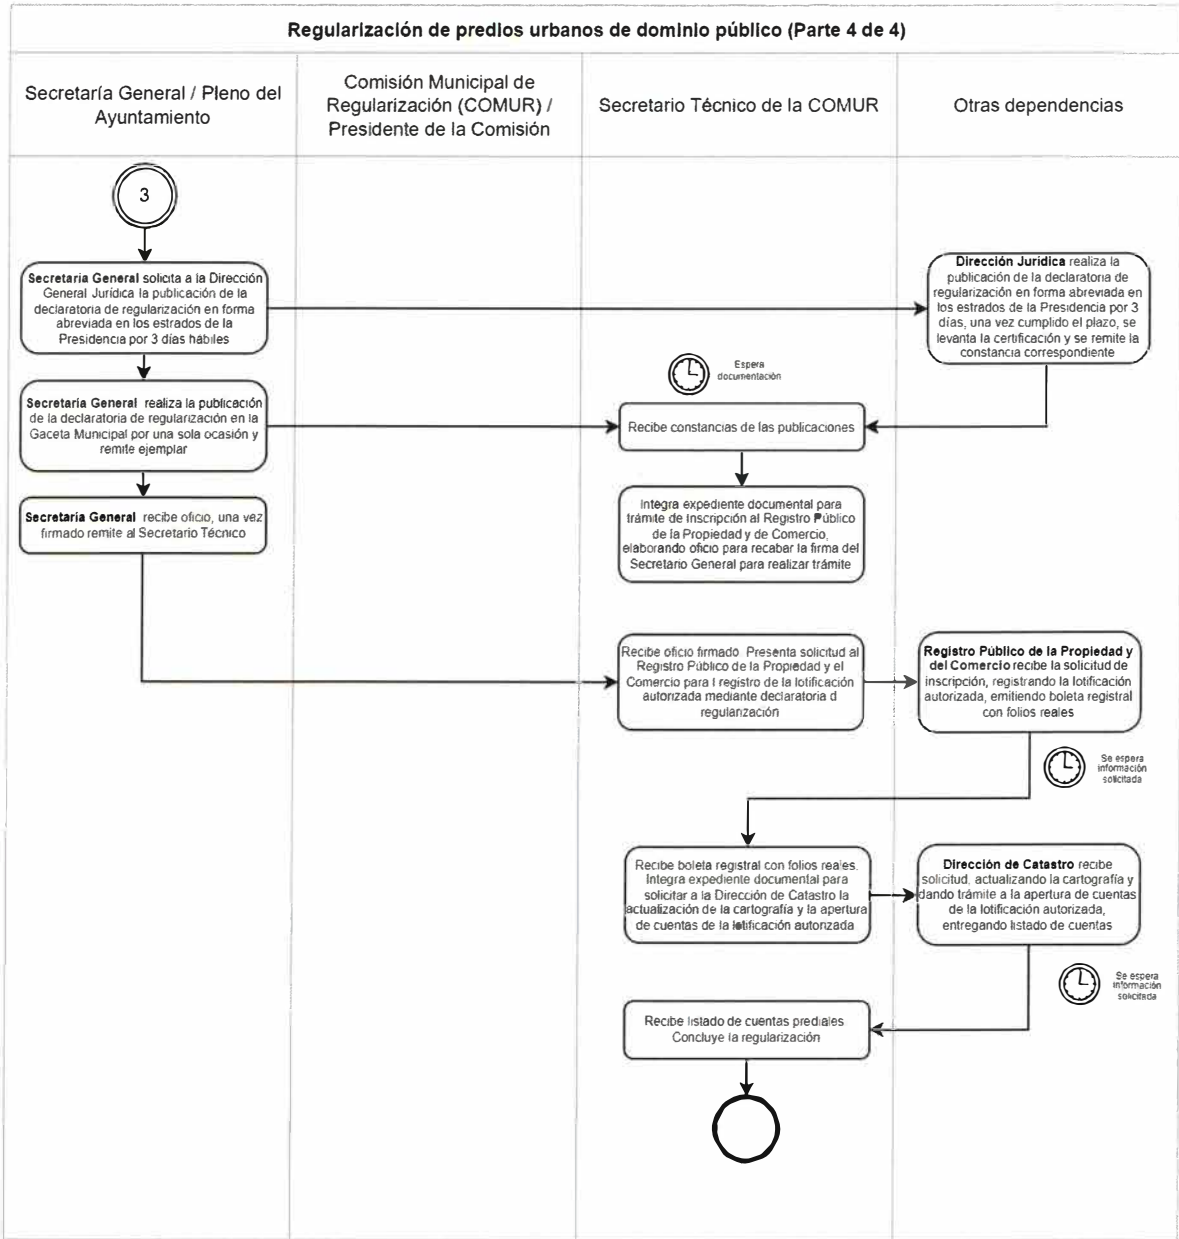 Regularización de predios urbanos de dominio público (Parte 4 de 4)
Secretaría General / Pleno del
Ayuntamiento
Comisión Municipal de
Regularización (COMUR) /
Presidente de la Comisión
Secretario Técnico de la COMUR
Otras dependencias
3
Secretaria General solicita a la Dirección
General Jurídica la publicación de la
declaratoria de regularización en forma
abreviada en los estrados de la
Presidencia por 3 días hábiles
Dirección Jurídica realiza la
publicación de la declaratoria de
regularización en forma abreviada en
los estrados de la Presidencia por 3
días, una vez cumplido el plazo, se
levanta la certificación y se remite la
constancia correspondiente
Espera
documentación
Secretaría General realiza la publicación
de la declaratoria de regularización en la
Gaceta Municipal por una sola ocasión y
remite ejemplar
Recibe constancias de las publicaciones
Secretaría General recibe oficio, una vez
firmado remite al Secretario Técnico
Integra expediente documental para
trámite de Inscripción al Registro Público
de la Propiedad y de Comercio,
elaborando oficio para recabar la firma del
Secretario General para realizar trámite
Recibe oficio firmado. Presenta solicitud al
Registro Público de la Propiedad y el
Comercio para l registro de la lotificación
autorizada mediante declaratoria d
regularización
Registro Público de la Propiedad y
del Comercio recibe la solicitud de
inscripción, registrando la lotificación
autorizada, emitiendo boleta registral
con folios reales
Se espera
información
solicitada
Recibe boleta registral con folios reales.
Integra expediente documental para
solicitar a la Dirección de Catastro la
actualización de la cartografía y la apertura
de cuentas de la lotificación autorizada
Dirección de Catastro recibe
solicitud, actualizando la cartografía y
dando trámite a la apertura de cuentas
de la lotificación autorizada,
entregando listado de cuentas
Se espera
información
solicitada
Recibe listado de cuentas prediales
Concluye la regularización